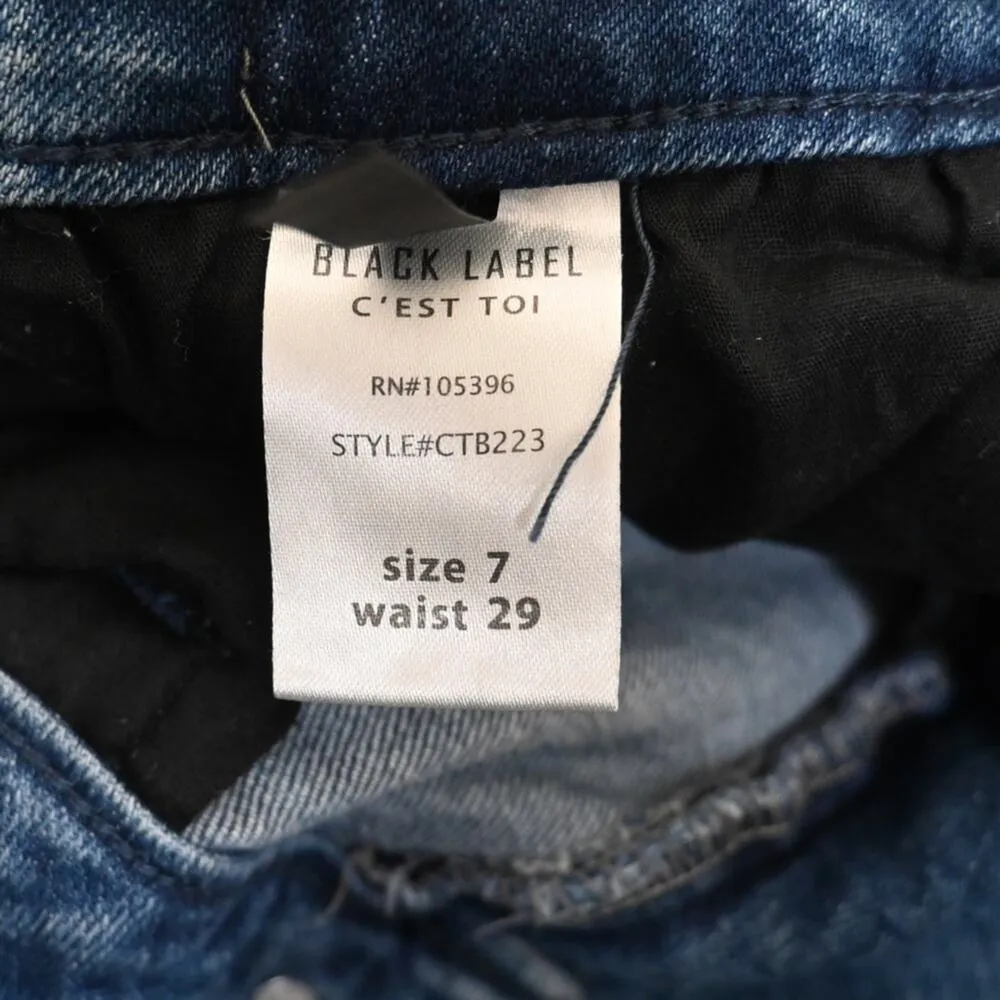 BLACK LABEL
C'EST TOI
RN#105396
STYLE#CTB223
size 7
waist 29